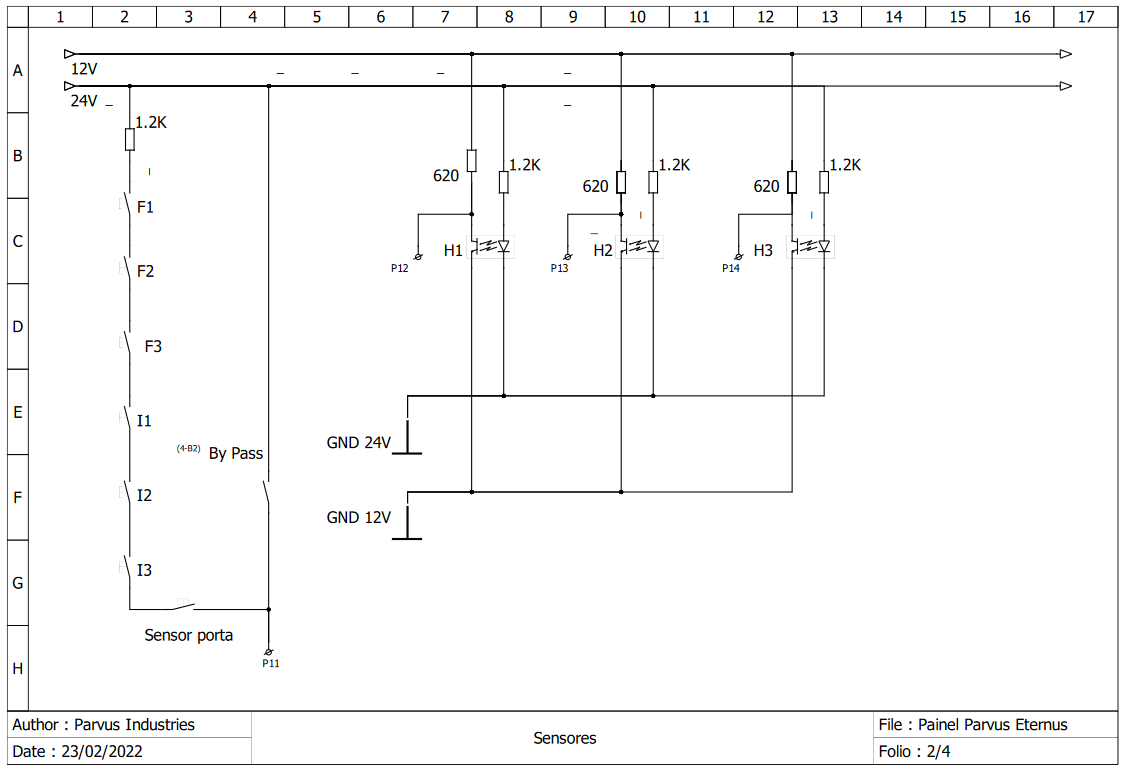 1 2 3 4 5 6 7 8 9 10 11 12 13 14 15 16 17
A
12V
24V
1.2K
B
1.2K 1.2K 1.2K
620 620 620
F1
C
H1 H2 H3
P12 P13 P14
F2
D
F3
E
I1
GND 24V
(4-B2) By Pass
F
I2
GND 12V
G
I3
Sensor porta
H
P11
Author : Parvus Industries
Date : 23/02/2022
Sensores
File : Painel Parvus Eternus
Folio : 2/4